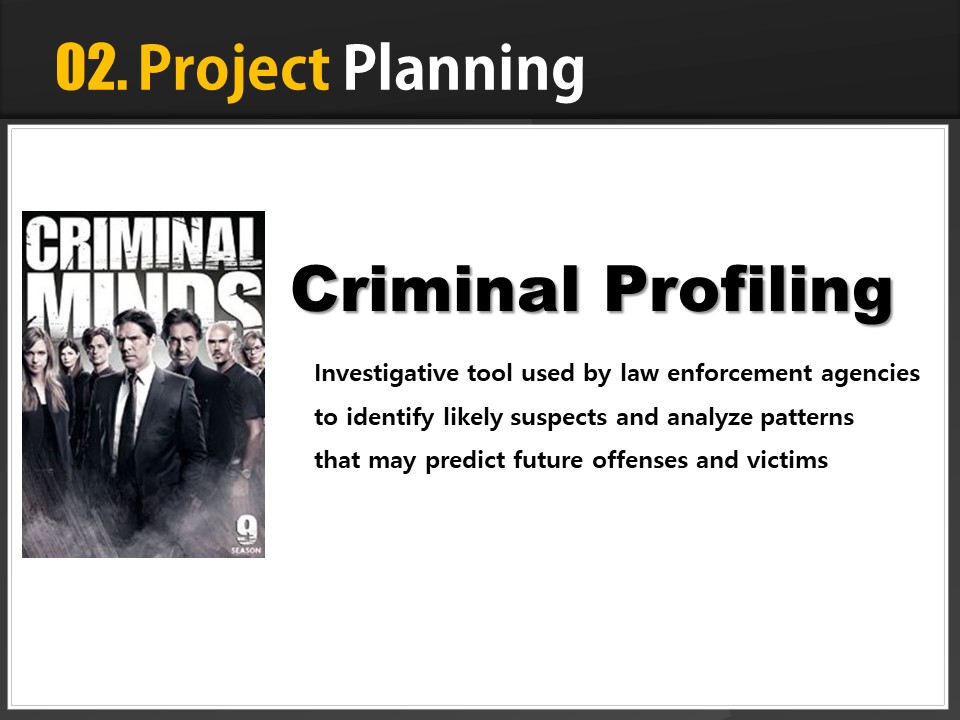 02. Project Planning
CRIMINAL
MINDS
9
SEASON
Criminal Profiling
Investigative tool used by law enforcement agencies
to identify likely suspects and analyze patterns
that may predict future offenses and victims